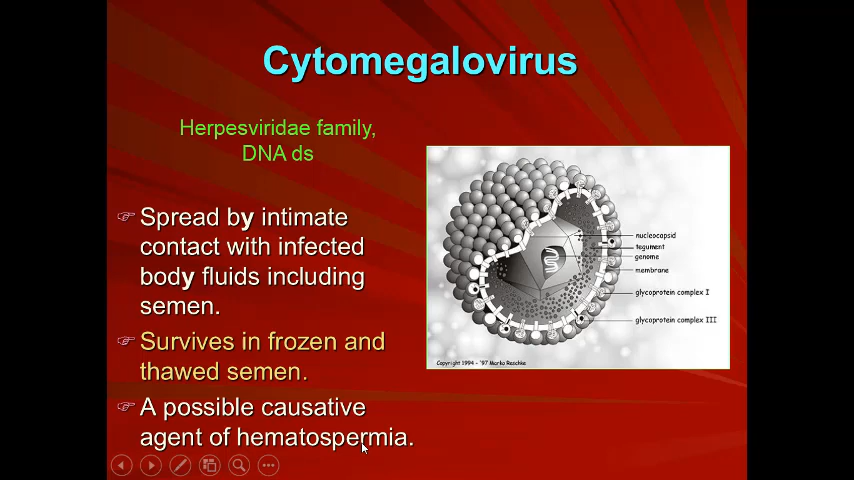 Cytomegalovirus
Herpesviridae family,
DNA ds
Spread by intimate
contact with infected
body fluids including
semen.
Survives in frozen and
thawed semen.
A possible causative
agent of hematospermia.
nucleocapsid
tegument
genome
membrane
glycoprotein complex I
glycoprotein complex III
Copyright 1994 - '97 Marko Reschke